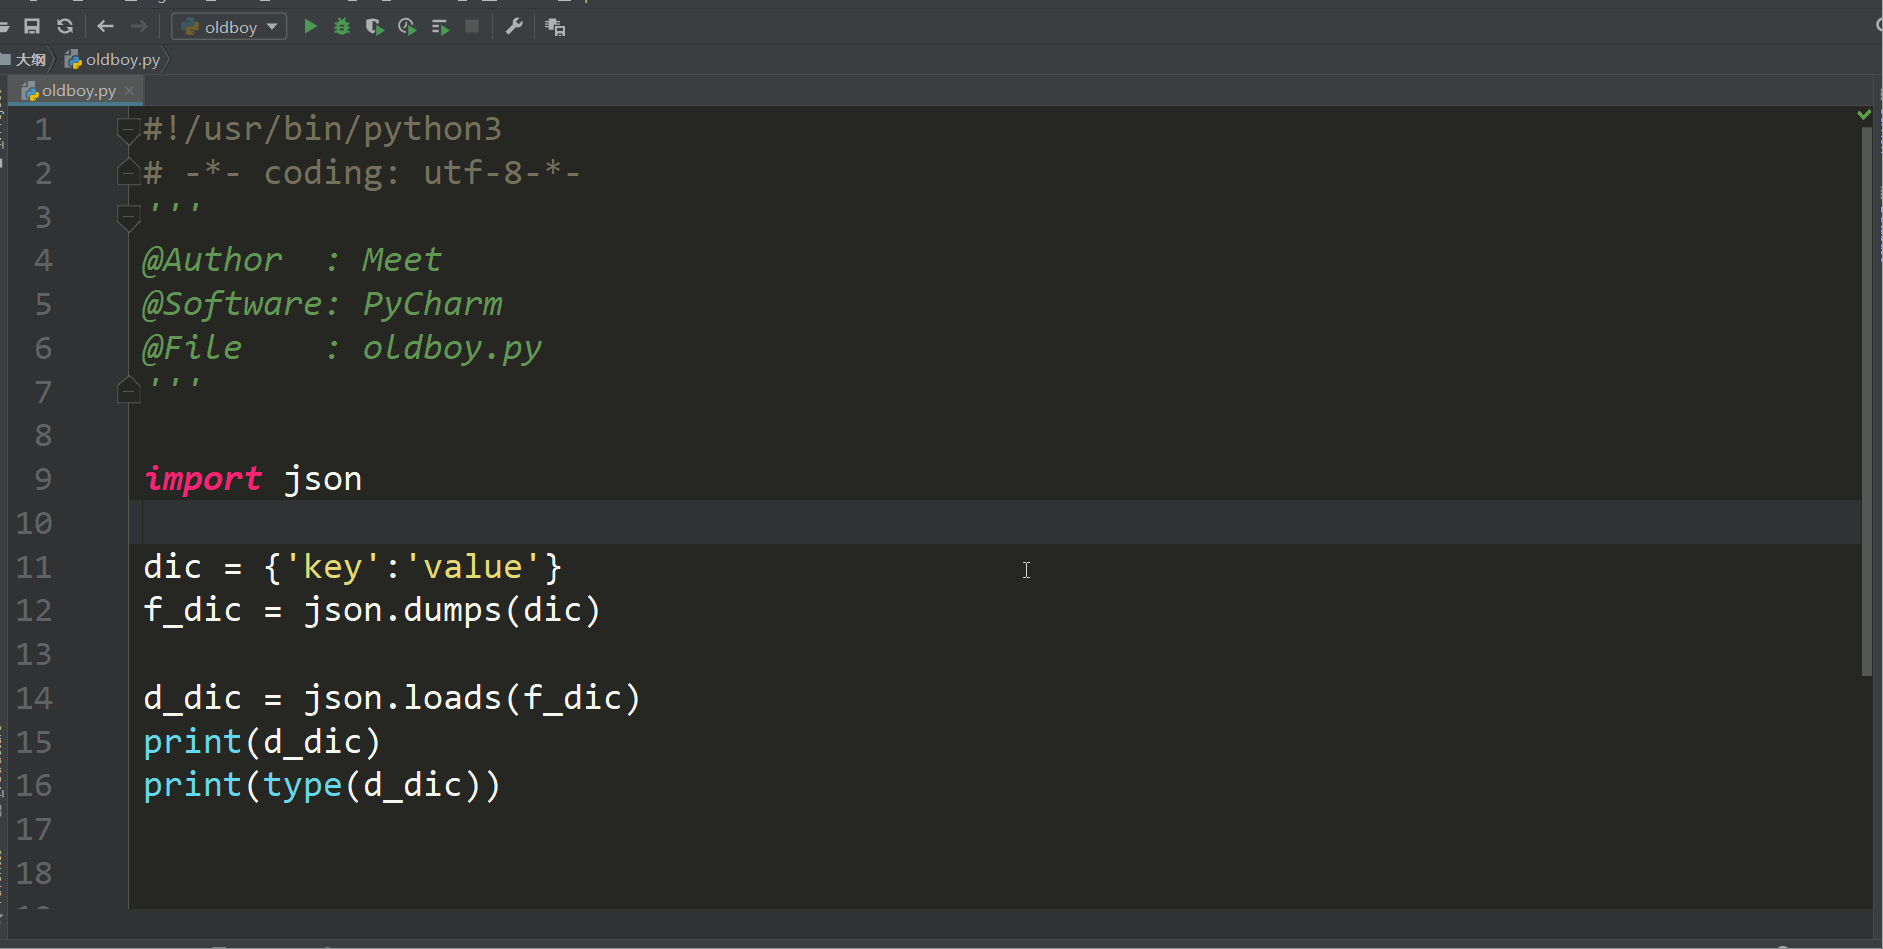 oldboy
大纲 oldboy.py
oldboy.py
1 #!/usr/bin/python3
2 # -*- coding: utf-8-*-
3 '''
4 @Author  : Meet
5 @Software: PyCharm
6 @File    : oldboy.py
7 '''
8
9 import json
10
11 dic = {'key':'value'}
12 f_dic = json.dumps(dic)
13
14 d_dic = json.loads(f_dic)
15 print(d_dic)
16 print(type(d_dic))
17
18